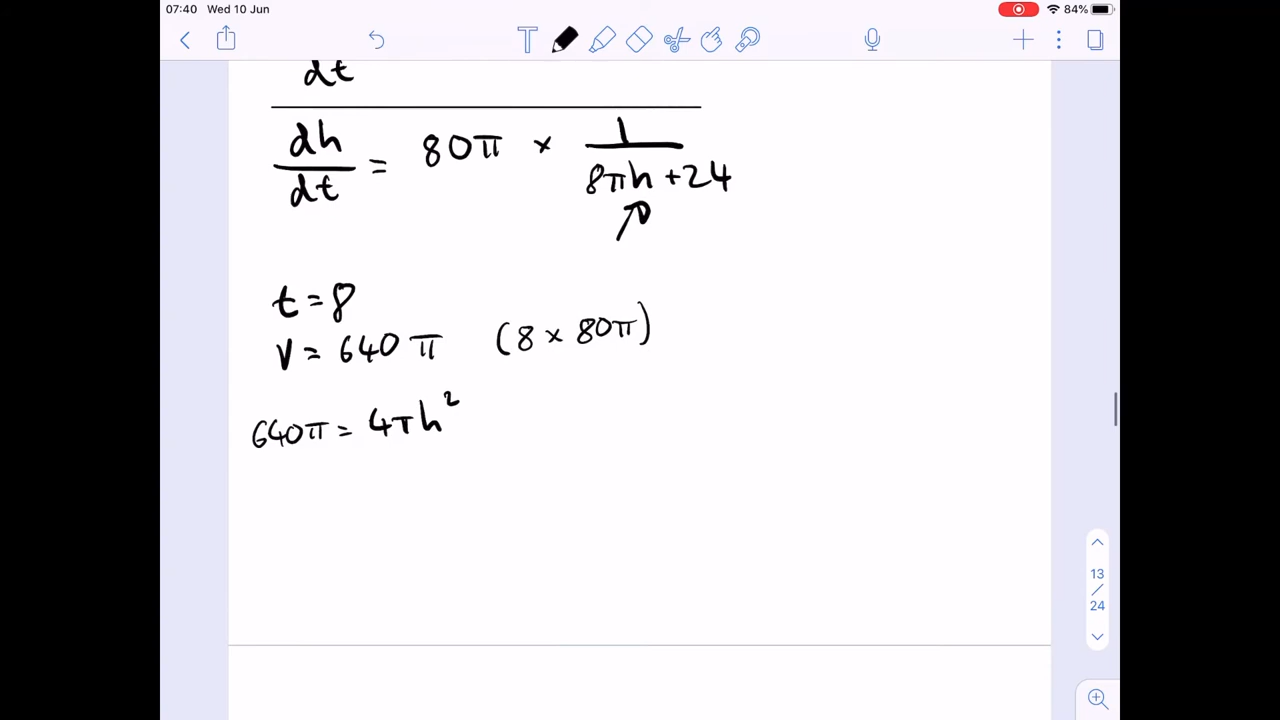 07:40 Wed 10 Jun 84%
T
dt
dh/dt = 80π × 1/(8πh + 24)
t = 8
V = 640π (8 × 80π)
640π = 4πh²
13
/
24